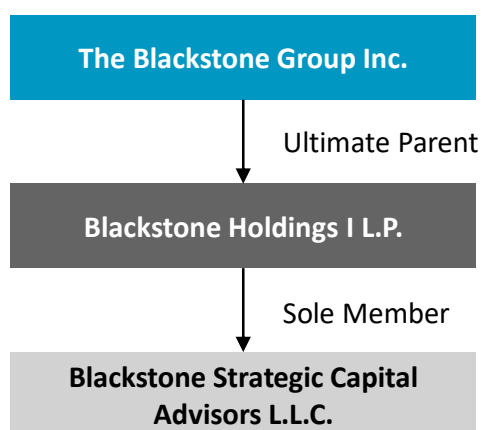 The Blackstone Group Inc.
Ultimate Parent
Blackstone Holdings I L.P.
Sole Member
Blackstone Strategic Capital
Advisors L.L.C.